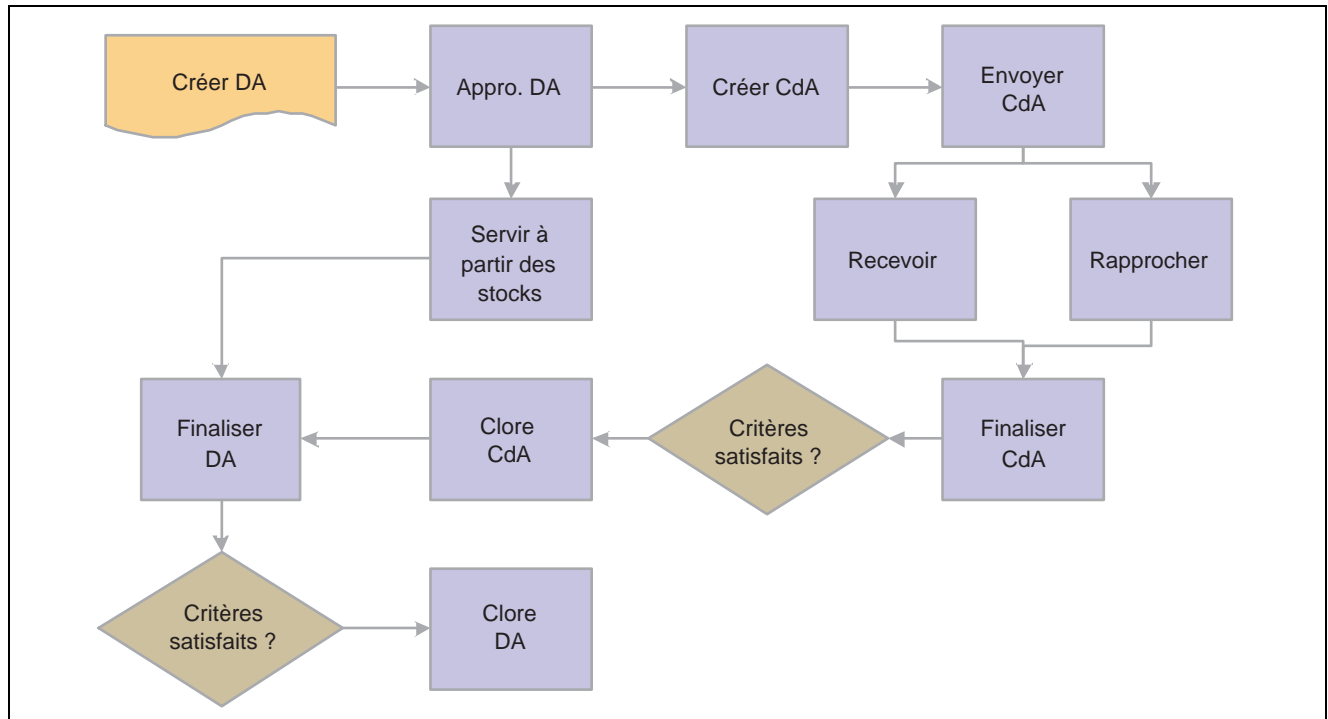 Créer DA
Appro. DA
Créer CdA
Envoyer
CdA
Servir à
partir des
stocks
Recevoir
Rapprocher
Finaliser
DA
Clore
CdA
Critères
satisfaits ?
Finaliser
CdA
Critères
satisfaits ?
Clore
DA